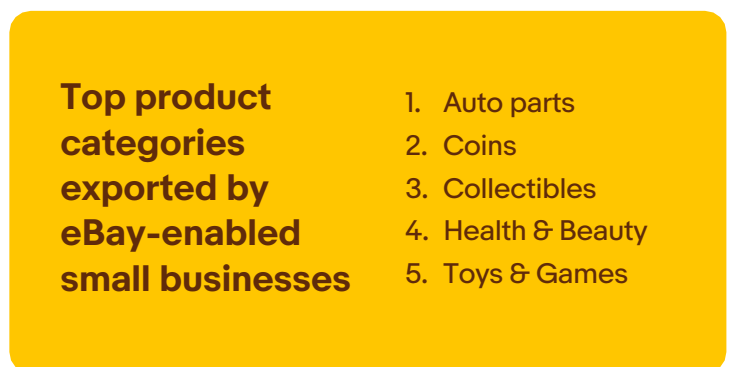 Top product
categories
exported by
eBay-enabled
small businesses
1. Auto parts
2. Coins
3. Collectibles
4. Health & Beauty
5. Toys & Games